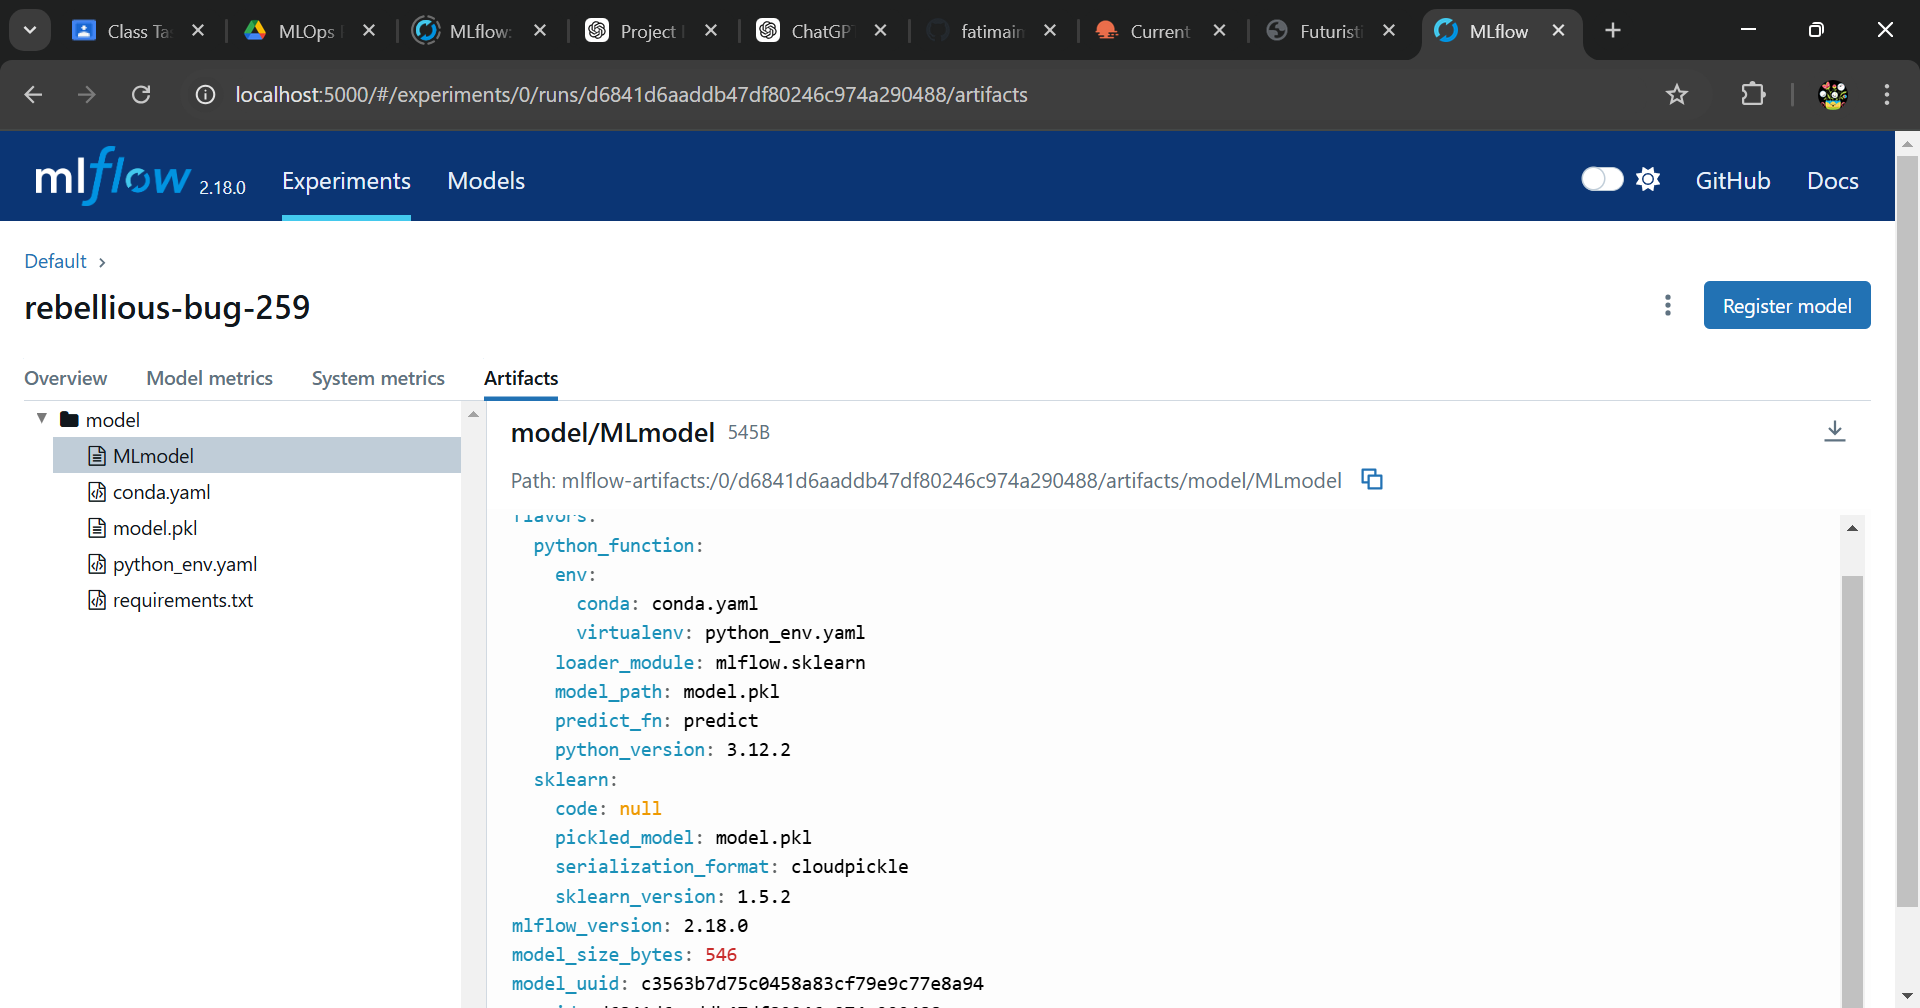 Class Ta
MLOps
MLflow:
Project
ChatGPT
fatimain
Current
Futuristi
MLflow
localhost:5000/#/experiments/0/runs/d6841d6aaddb47df80246c974a290488/artifacts
mlflow 2.18.0
Experiments
Models
GitHub
Docs
Default
rebellious-bug-259
Register model
Overview
Model metrics
System metrics
Artifacts
model
MLmodel
conda.yaml
model.pkl
python_env.yaml
requirements.txt
model/MLmodel 545B
Path: mlflow-artifacts:/0/d6841d6aaddb47df80246c974a290488/artifacts/model/MLmodel
flavors:
python_function:
env:
conda: conda.yaml
virtualenv: python_env.yaml
loader_module: mlflow.sklearn
model_path: model.pkl
predict_fn: predict
python_version: 3.12.2
sklearn:
code: null
pickled_model: model.pkl
serialization_format: cloudpickle
sklearn_version: 1.5.2
mlflow_version: 2.18.0
model_size_bytes: 546
model_uuid: c3563b7d75c0458a83cf79e9c77e8a94